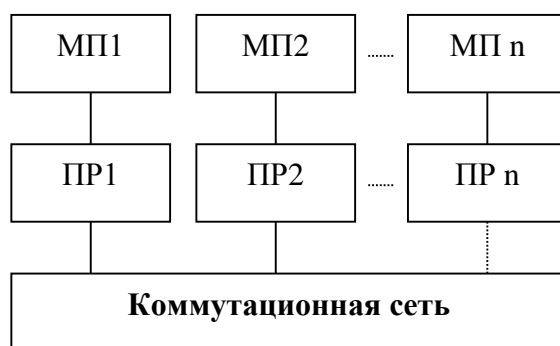 МП1 МП2 ........ МП n
ПР1 ПР2 ........ ПР n
Коммутационная сеть